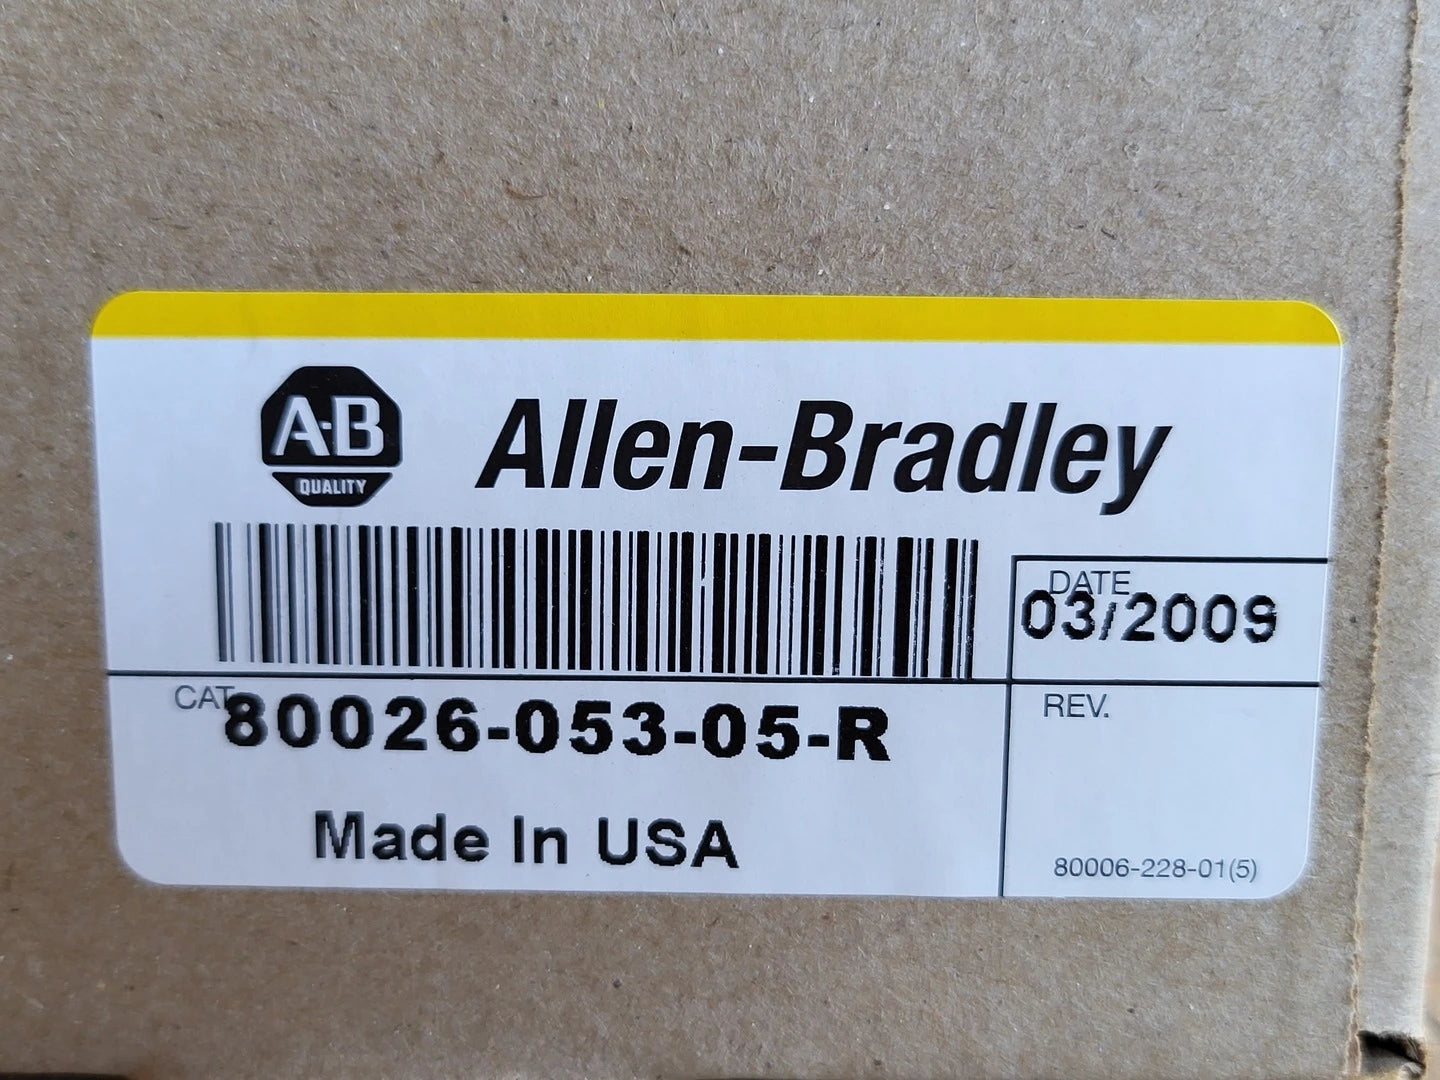 A-B
QUALITY
Allen-Bradley
DATE
03/2009
CAT
80026-053-05-R
REV.
Made In USA
80006-228-01(5)